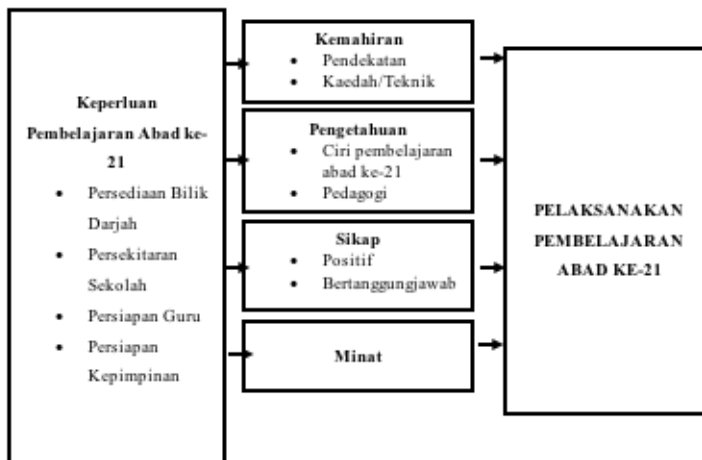 Keperluan
Pembelajaran Abad ke-
21
• Persediaan Bilik
Darjah
• Persekitaran
Sekolah
• Persiapan Guru
• Persiapan
Kepimpinan
Kemahiran
• Pendekatan
• Kaedah/Teknik
Pengetahuan
• Ciri pembelajaran
abad ke-21
• Pedagogi
Sikap
• Positif
• Bertanggungjawab
Minat
PELAKSANAKAN
PEMBELAJARAN
ABAD KE-21